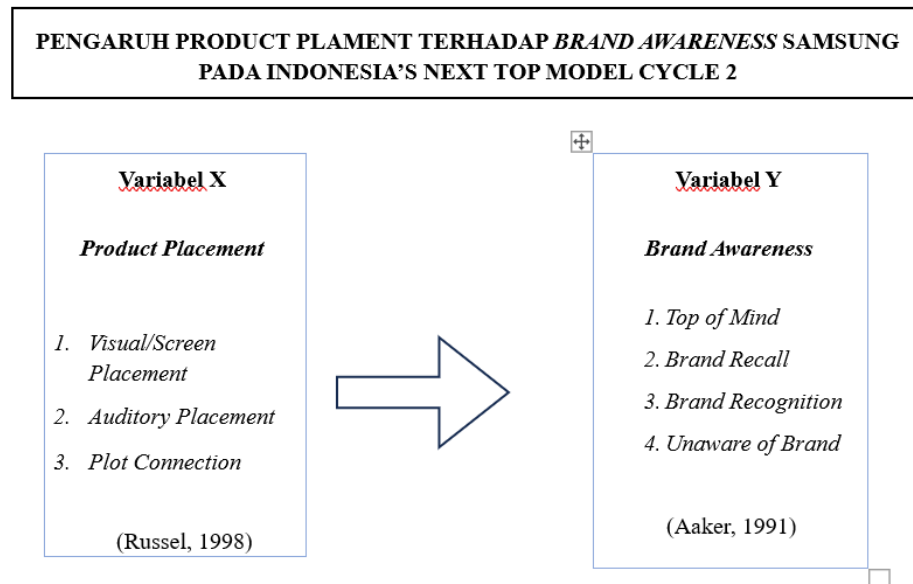 PENGARUH PRODUCT PLAMENT TERHADAP BRAND AWARENESS SAMSUNG
PADA INDONESIA'S NEXT TOP MODEL CYCLE 2
Variabel X
Product Placement
1. Visual/Screen
Placement
2. Auditory Placement
3. Plot Connection
(Russel, 1998)
Variabel Y
Brand Awareness
1. Top of Mind
2. Brand Recall
3. Brand Recognition
4. Unaware of Brand
(Aaker, 1991)